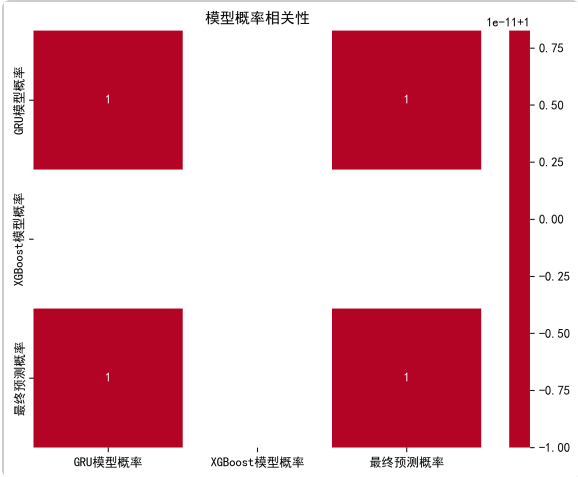 模型概率相关性
1e-11+1
GRU模型概率
XGBoost模型概率
最终预测概率
1
1
1
1
0.75
0.50
0.25
0.00
-0.25
-0.50
-0.75
-1.00
GRU模型概率
XGBoost模型概率
最终预测概率